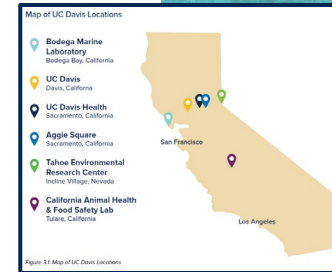 Map of UC Davis Locations
Bodega Marine
Laboratory
Bodega Bay, California
UC Davis
Davis, Californa
UC Davis Health
Sacramento, California
Aggie Square
Sacramento, California
Tahoe Environmental
Research Center
Incline Village, Nevada
California Animal Health
& Food Safety Lab
Tulare, California
San Francisco
Los Angeles
Figure 3.1 Map of UC Davis Locations